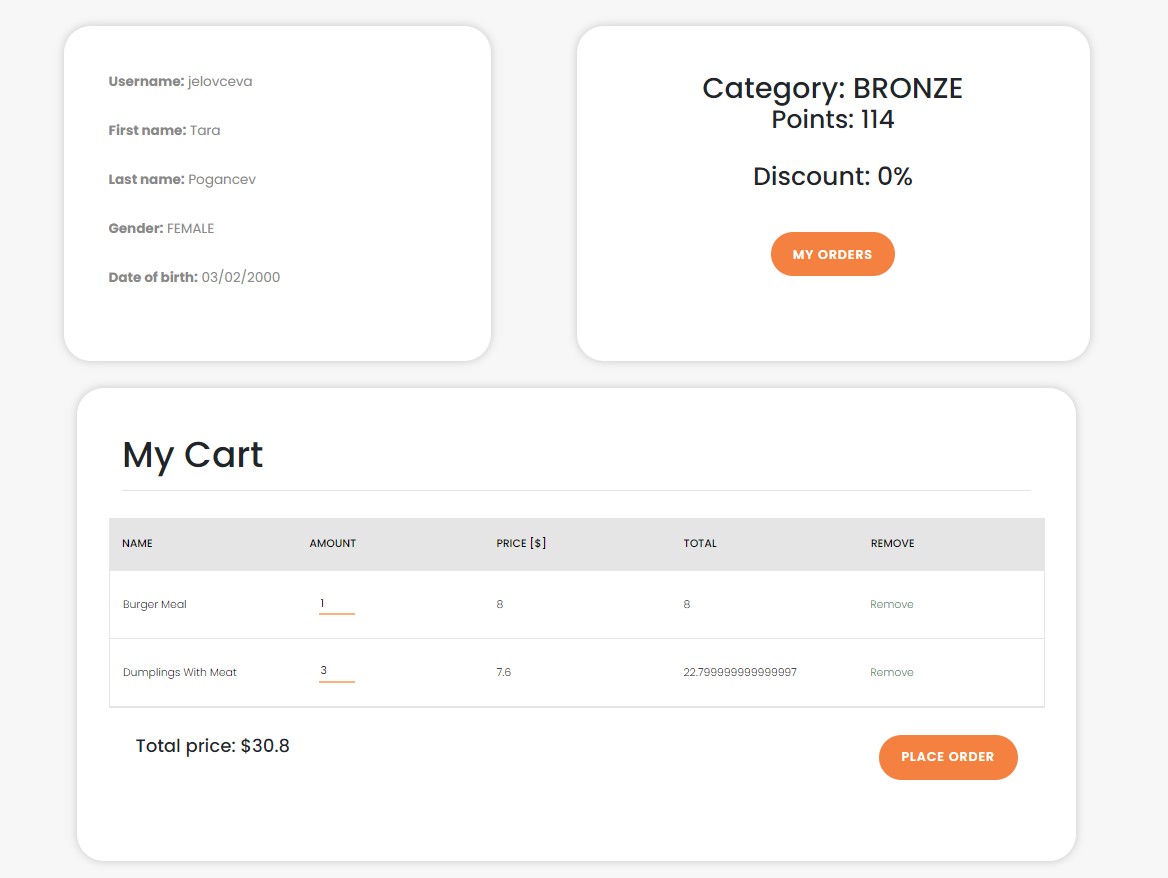 Username: jelovceva
First name: Tara
Last name: Pogancev
Gender: FEMALE
Date of birth: 03/02/2000
Category: BRONZE
Points: 114
Discount: 0%
MY ORDERS
My Cart
NAME AMOUNT PRICE [$] TOTAL REMOVE
Burger Meal 1 8 8 Remove
Dumplings With Meat 3 7.6 22.799999999999997 Remove
Total price: $30.8
PLACE ORDER